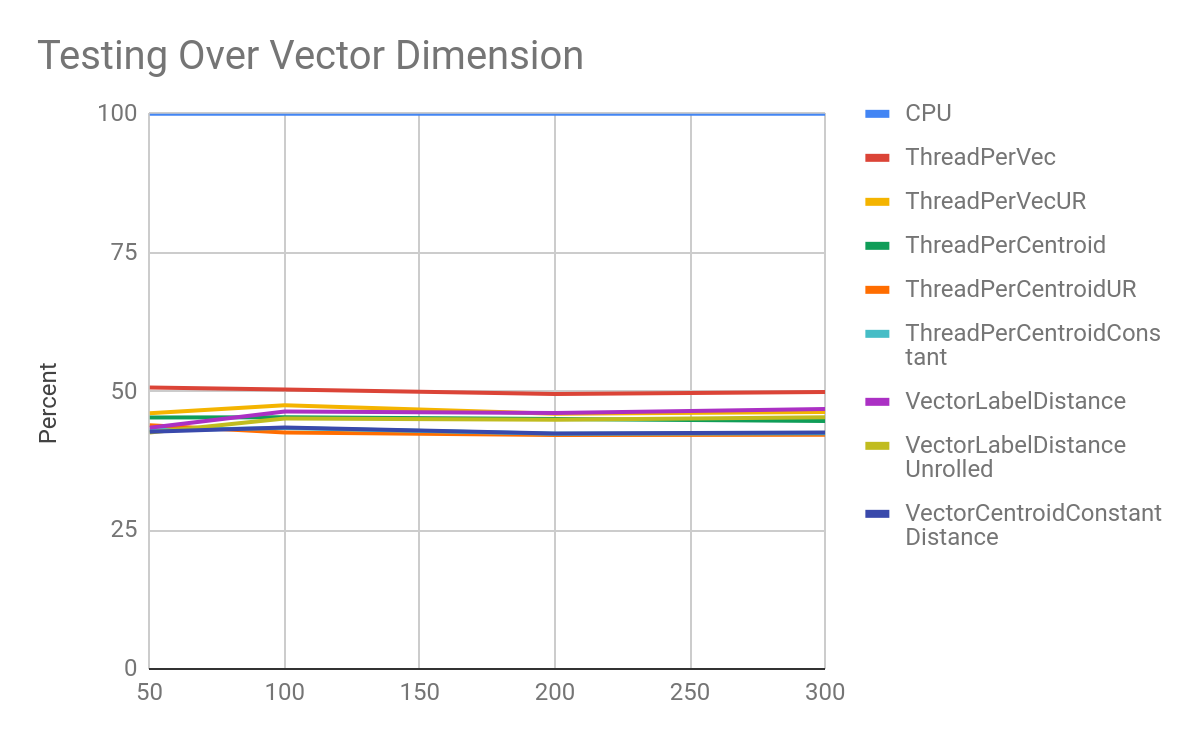 Testing Over Vector Dimension
100
75
50
25
0
Percent
50 100 150 200 250 300
CPU
ThreadPerVec
ThreadPerVecUR
ThreadPerCentroid
ThreadPerCentroidUR
ThreadPerCentroidCons
tant
VectorLabelDistance
VectorLabelDistance
Unrolled
VectorCentroidConstant
Distance